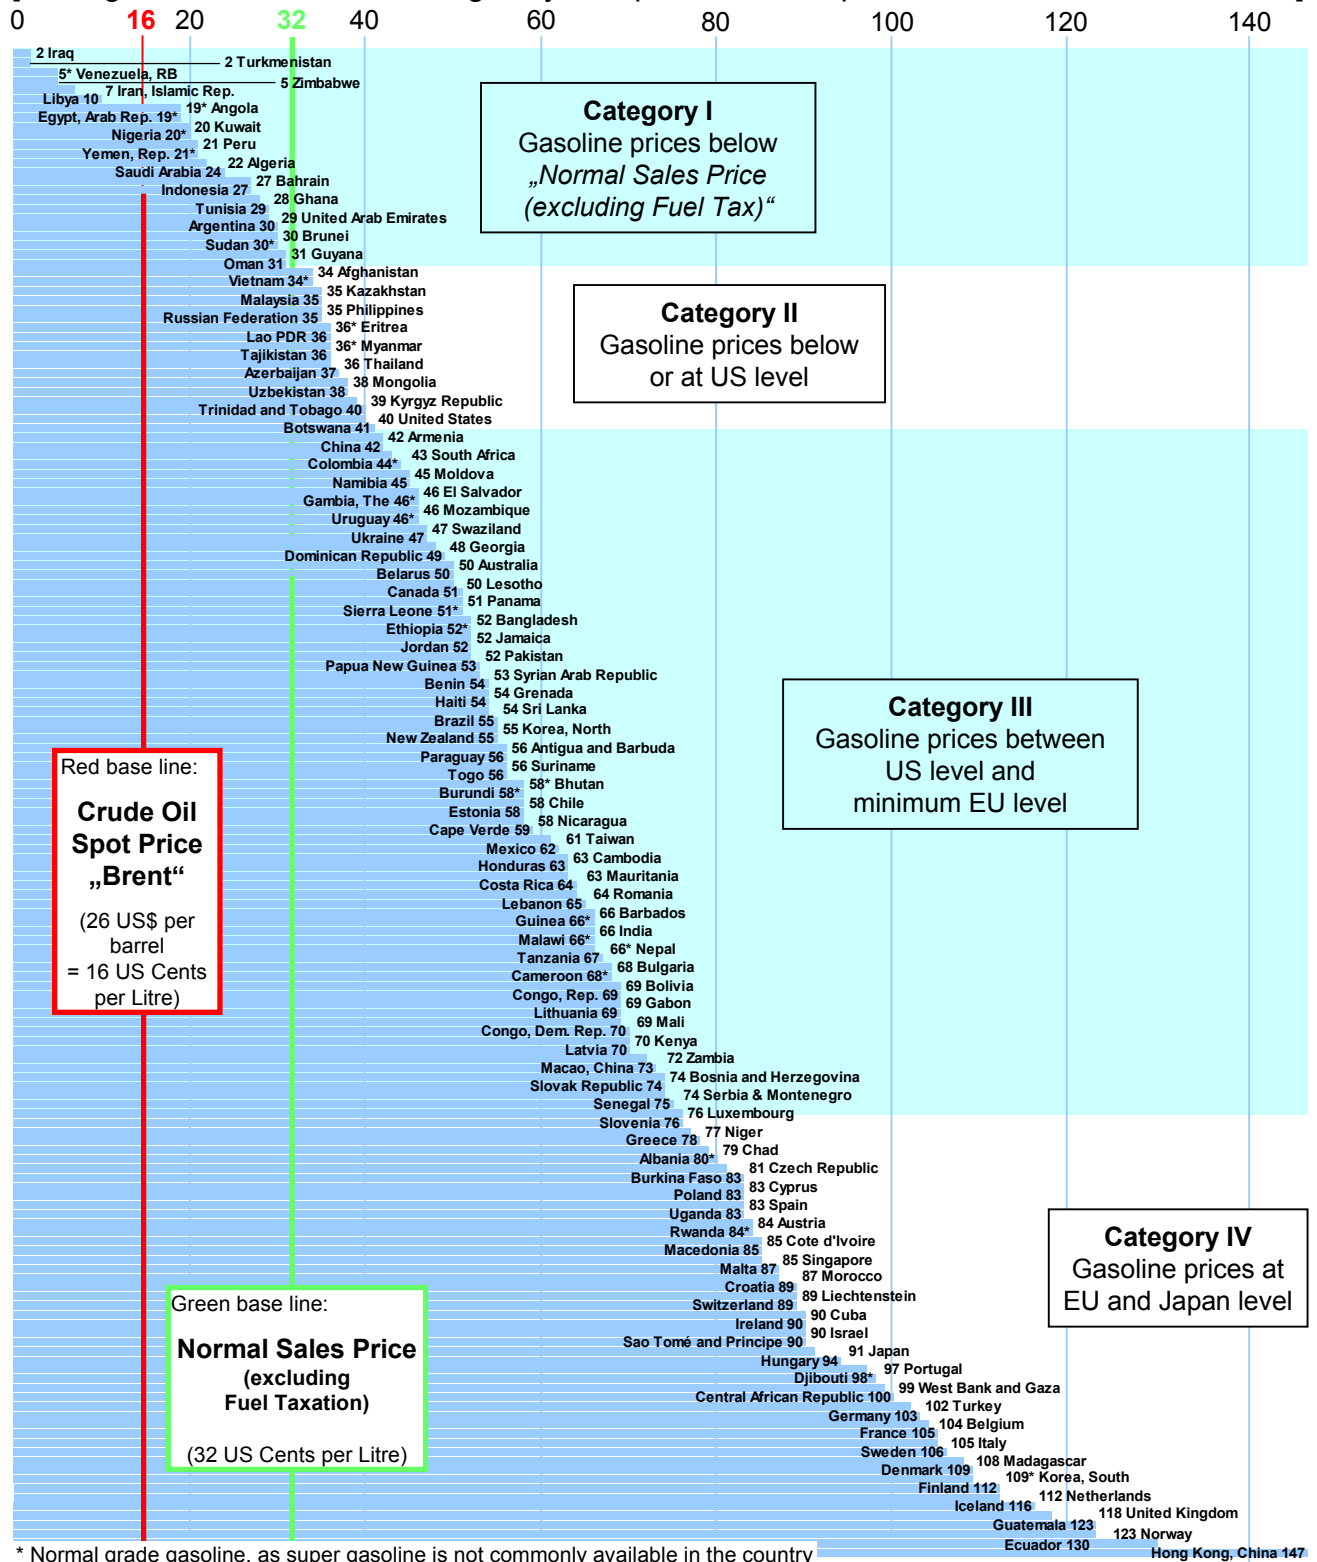 0 16 20 32 40 60 80 100 120 140
2 Iraq
2 Turkmenistan
5* Venezuela, RB
5 Zimbabwe
7 Iran, Islamic Rep.
Libya 10
19* Angola
Egypt, Arab Rep. 19*
20 Kuwait
Nigeria 20*
21 Peru
Yemen, Rep. 21*
22 Algeria
Saudi Arabia 24
27 Bahrain
Indonesia 27
28 Ghana
Tunisia 29
29 United Arab Emirates
Argentina 30
30 Brunei
Sudan 30*
31 Guyana
Oman 31
34 Afghanistan
Vietnam 34*
35 Kazakhstan
Malaysia 35
35 Philippines
Russian Federation 35
36* Eritrea
Lao PDR 36
36* Myanmar
Tajikistan 36
36 Thailand
Azerbaijan 37
38 Mongolia
Uzbekistan 38
39 Kyrgyz Republic
Trinidad and Tobago 40
40 United States
Botswana 41
42 Armenia
China 42
43 South Africa
Colombia 44*
45 Moldova
Namibia 45
46 El Salvador
Gambia, The 46*
46 Mozambique
Uruguay 46*
47 Swaziland
Ukraine 47
48 Georgia
Dominican Republic 49
50 Australia
Belarus 50
50 Lesotho
Canada 51
51 Panama
Sierra Leone 51*
52 Bangladesh
Ethiopia 52*
52 Jamaica
Jordan 52
52 Pakistan
Papua New Guinea 53
53 Syrian Arab Republic
Benin 54
54 Grenada
Haiti 54
54 Sri Lanka
Brazil 55
55 Korea, North
New Zealand 55
56 Antigua and Barbuda
Paraguay 56
56 Suriname
Togo 56
58* Bhutan
Burundi 58*
58 Chile
Estonia 58
58 Nicaragua
Cape Verde 59
61 Taiwan
Mexico 62
63 Cambodia
Honduras 63
63 Mauritania
Costa Rica 64
64 Romania
Lebanon 65
66 Barbados
Guinea 66*
66 India
Malawi 66*
66* Nepal
Tanzania 67
68 Bulgaria
Cameroon 68*
69 Bolivia
Congo, Rep. 69
69 Gabon
Lithuania 69
69 Mali
Congo, Dem. Rep. 70
70 Kenya
Latvia 70
72 Zambia
Macao, China 73
74 Bosnia and Herzegovina
Slovak Republic 74
74 Serbia & Montenegro
Senegal 75
76 Luxembourg
Slovenia 76
77 Niger
Greece 78
79 Chad
Albania 80*
81 Czech Republic
Burkina Faso 83
83 Cyprus
Poland 83
83 Spain
Uganda 83
84 Austria
Rwanda 84*
85 Cote d'Ivoire
Macedonia 85
85 Singapore
Malta 87
87 Morocco
Croatia 89
89 Liechtenstein
Switzerland 89
90 Cuba
Ireland 90
90 Israel
Sao Tomé and Principe 90
91 Japan
Hungary 94
97 Portugal
Djibouti 98*
99 West Bank and Gaza
Central African Republic 100
102 Turkey
Germany 103
104 Belgium
France 105
105 Italy
Sweden 106
108 Madagascar
Denmark 109
109* Korea, South
Finland 112
112 Netherlands
Iceland 116
118 United Kingdom
Guatemala 123
123 Norway
Ecuador 130
Hong Kong, China 147
Category I
Gasoline prices below
„Normal Sales Price
(excluding Fuel Tax)“
Category II
Gasoline prices below
or at US level
Category III
Gasoline prices between
US level and
minimum EU level
Category IV
Gasoline prices at
EU and Japan level
Red base line:
Crude Oil
Spot Price
„Brent“
(26 US$ per
barrel
= 16 US Cents
per Litre)
Green base line:
Normal Sales Price
(excluding
Fuel Taxation)
(32 US Cents per Litre)
* Normal grade gasoline, as super gasoline is not commonly available in the country